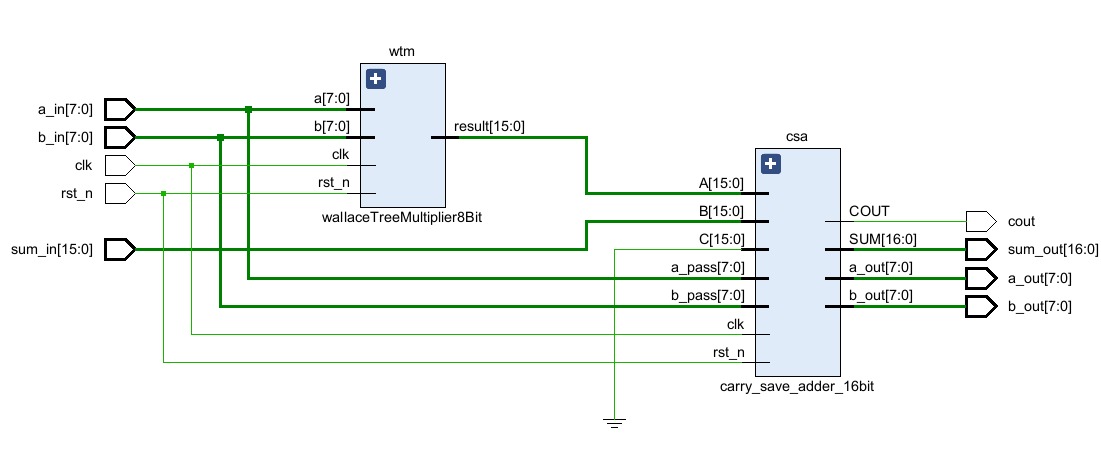 wtm
a_in[7:0]
b_in[7:0]
clk
rst_n
sum_in[15:0]
a[7:0]
b[7:0]
clk
rst_n
result[15:0]
wallaceTreeMultiplier8Bit
csa
A[15:0]
B[15:0]
C[15:0]
a_pass[7:0]
b_pass[7:0]
clk
rst_n
COUT
SUM[16:0]
a_out[7:0]
b_out[7:0]
carry_save_adder_16bit
cout
sum_out[16:0]
a_out[7:0]
b_out[7:0]